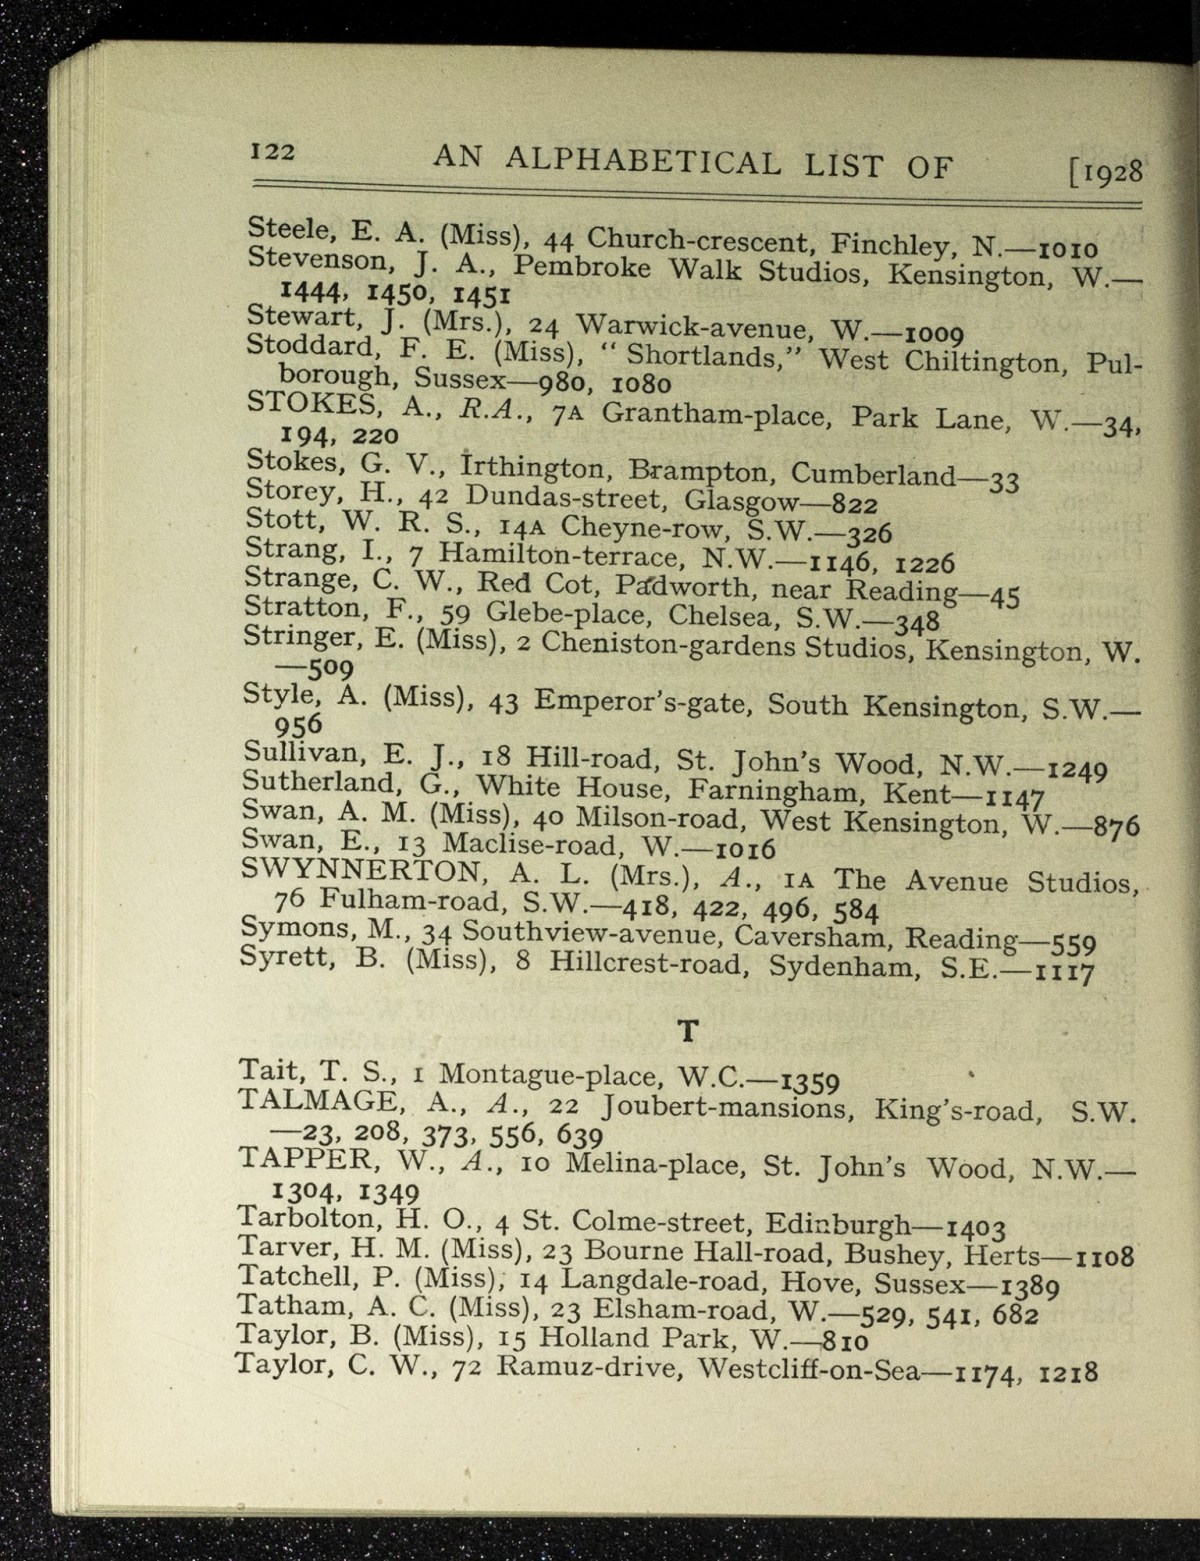 122 AN ALPHABETICAL LIST OF [1928
Steele, E. A. (Miss), 44 Church-crescent, Finchley, N.—1010
Stevenson, J. A., Pembroke Walk Studios, Kensington, W.—
1444, 1450, 1451
Stewart, J. (Mrs.), 24 Warwick-avenue, W.—1009
Stoddard, F. E. (Miss), “ Shortlands,” West Chiltington, Pul-
borough, Sussex—980, 1080
STOKES, A., R.A., 7A Grantham-place, Park Lane, W.—34,
194, 220
Stokes, G. V., Irthington, Brampton, Cumberland—33
Storey, H., 42 Dundas-street, Glasgow—822
Stott, W. R. S., 14A Cheyne-row, S.W.—326
Strang, I., 7 Hamilton-terrace, N.W.—1146, 1226
Strange, C. W., Red Cot, Padworth, near Reading—45
Stratton, F., 59 Glebe-place, Chelsea, S.W.—348
Stringer, E. (Miss), 2 Cheniston-gardens Studios, Kensington, W.
—509
Style, A. (Miss), 43 Emperor’s-gate, South Kensington, S.W.—
956
Sullivan, E. J., 18 Hill-road, St. John’s Wood, N.W.—1249
Sutherland, G., White House, Farningham, Kent—1147
Swan, A. M. (Miss), 40 Milson-road, West Kensington, W.—876
Swan, E., 13 Maclise-road, W.—1016
SWYNNERTON, A. L. (Mrs.), A., 1A The Avenue Studios,
76 Fulham-road, S.W.—418, 422, 496, 584
Symons, M., 34 Southview-avenue, Caversham, Reading—559
Syrett, B. (Miss), 8 Hillcrest-road, Sydenham, S.E.—1117
T
Tait, T. S., 1 Montague-place, W.C.—1359
TALMAGE, A., A., 22 Joubert-mansions, King’s-road, S.W.
—23, 208, 373, 556, 639
TAPPER, W., A., 10 Melina-place, St. John’s Wood, N.W.—
1304, 1349
Tarbolton, H. O., 4 St. Colme-street, Edinburgh—1403
Tarver, H. M. (Miss), 23 Bourne Hall-road, Bushey, Herts—1108
Tatchell, P. (Miss), 14 Langdale-road, Hove, Sussex—1389
Tatham, A. C. (Miss), 23 Elsham-road, W.—529, 541, 682
Taylor, B. (Miss), 15 Holland Park, W.—810
Taylor, C. W., 72 Ramuz-drive, Westcliff-on-Sea—1174, 1218